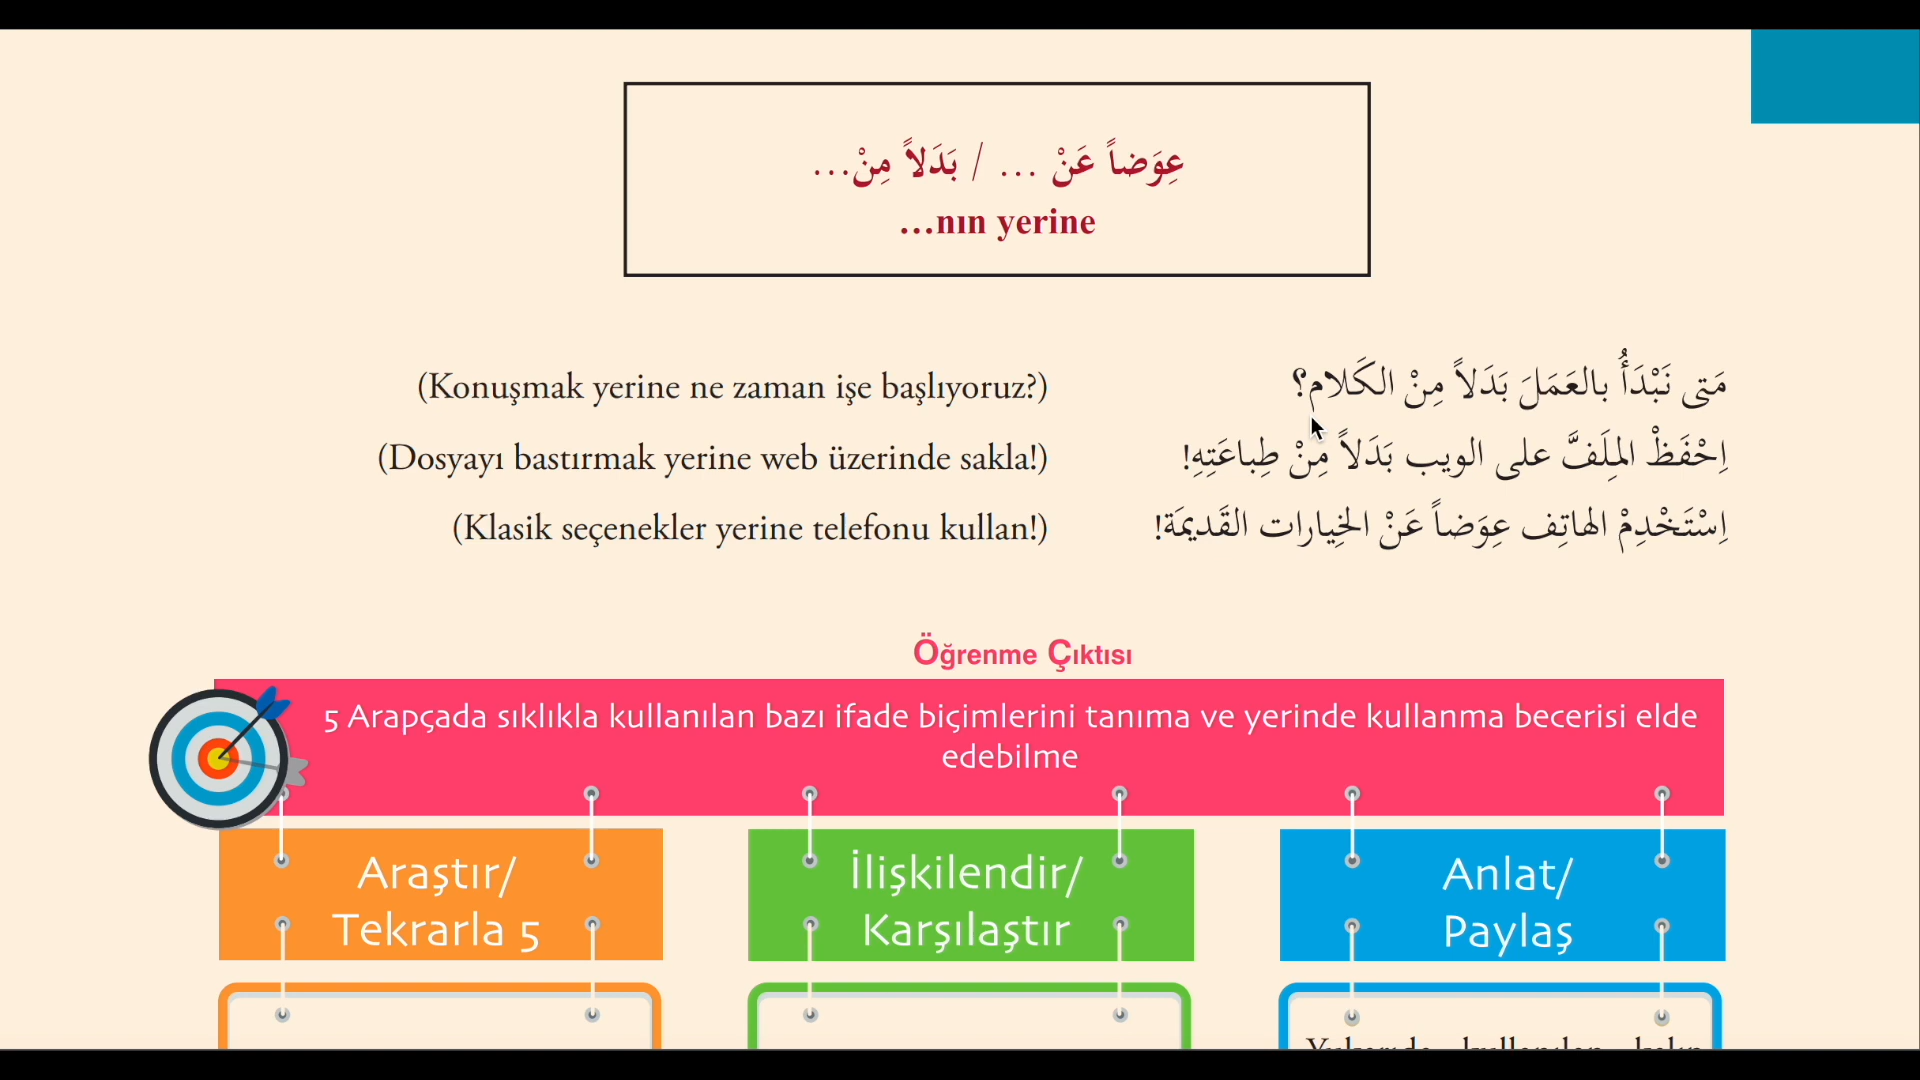 عِوَضاً عَنْ ... / بَدَلاً مِنْ...
...nın yerine
مَتى نَبْدَأُ بالعَمَلَ بَدَلاً مِنْ الكَلام؟
(Konuşmak yerine ne zaman işe başlıyoruz?)
اِحْفَظْ المِلَفَّ على الويب بَدَلاً مِنْ طِباعَتِهِ!
(Dosyayı bastırmak yerine web üzerinde sakla!)
اِسْتَخْدِمْ الهاتِف عِوَضاً عَنْ الخِيارات القَديمَة!
(Klasik seçenekler yerine telefonu kullan!)
Öğrenme Çıktısı
5 Arapçada sıklıkla kullanılan bazı ifade biçimlerini tanıma ve yerinde kullanma becerisi elde
edebilme
Araştır/
Tekrarla 5
İlişkilendir/
Karşılaştır
Anlat/
Paylaş